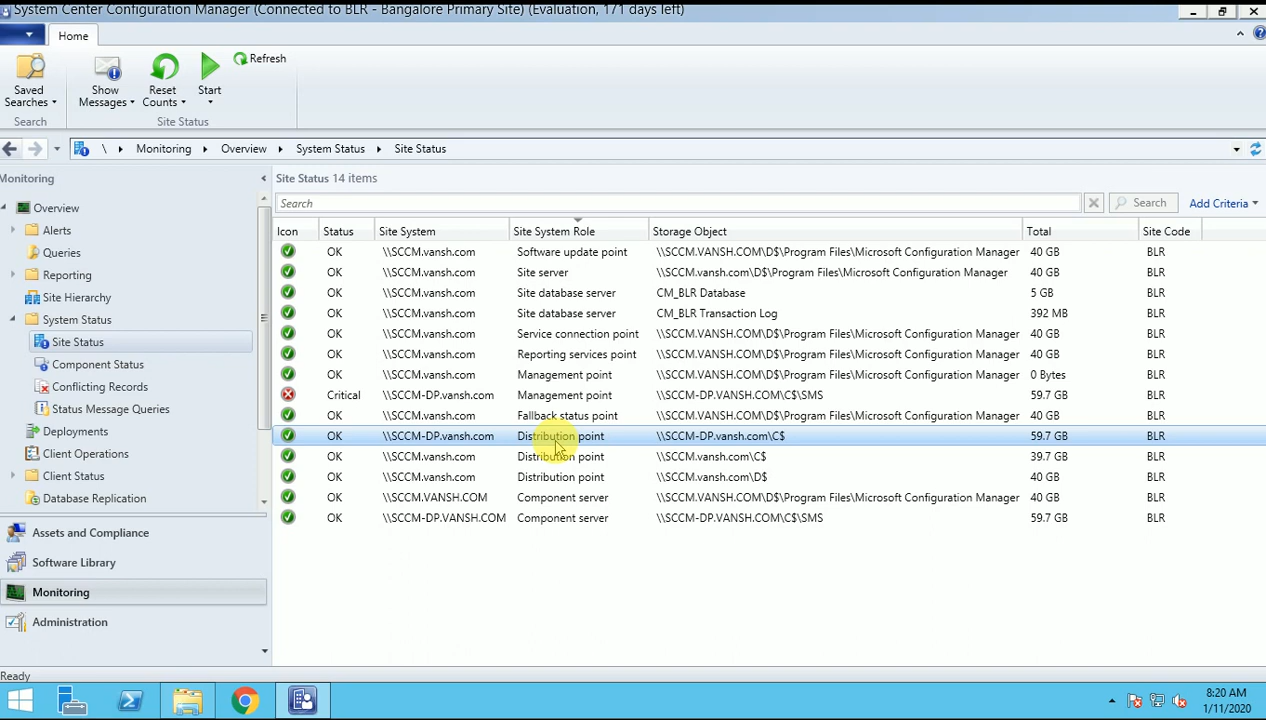 System Center Configuration Manager (Connected to BLR - Bangalore Primary Site) (Evaluation, 171 days left)
Home
Saved Searches
Show Messages
Reset Counts
Start
Refresh
Search
Site Status
\ Monitoring Overview System Status Site Status
Monitoring
Overview
Alerts
Queries
Reporting
Site Hierarchy
System Status
Site Status
Component Status
Conflicting Records
Status Message Queries
Deployments
Client Operations
Client Status
Database Replication
Assets and Compliance
Software Library
Monitoring
Administration
Site Status 14 items
Search Search Add Criteria
Icon Status Site System Site System Role Storage Object Total Site Code
OK \\SCCM.vansh.com Software update point \\SCCM.VANSH.COM\D$\Program Files\Microsoft Configuration Manager 40 GB BLR
OK \\SCCM.vansh.com Site server \\SCCM.vansh.com\D$\Program Files\Microsoft Configuration Manager 40 GB BLR
OK \\SCCM.vansh.com Site database server CM_BLR Database 5 GB BLR
OK \\SCCM.vansh.com Site database server CM_BLR Transaction Log 392 MB BLR
OK \\SCCM.vansh.com Service connection point \\SCCM.VANSH.COM\D$\Program Files\Microsoft Configuration Manager 40 GB BLR
OK \\SCCM.vansh.com Reporting services point \\SCCM.VANSH.COM\D$\Program Files\Microsoft Configuration Manager 40 GB BLR
OK \\SCCM.vansh.com Management point \\SCCM.VANSH.COM\D$\Program Files\Microsoft Configuration Manager 0 Bytes BLR
Critical \\SCCM-DP.vansh.com Management point \\SCCM-DP.VANSH.COM\C$\SMS 59.7 GB BLR
OK \\SCCM.vansh.com Fallback status point \\SCCM.VANSH.COM\D$\Program Files\Microsoft Configuration Manager 40 GB BLR
OK \\SCCM-DP.vansh.com Distribution point \\SCCM-DP.vansh.com\C$ 59.7 GB BLR
OK \\SCCM.vansh.com Distribution point \\SCCM.vansh.com\C$ 39.7 GB BLR
OK \\SCCM.vansh.com Distribution point \\SCCM.vansh.com\D$ 40 GB BLR
OK \\SCCM.VANSH.COM Component server \\SCCM.VANSH.COM\D$\Program Files\Microsoft Configuration Manager 40 GB BLR
OK \\SCCM-DP.VANSH.COM Component server \\SCCM-DP.VANSH.COM\C$\SMS 59.7 GB BLR
Ready
8:20 AM
1/11/2020